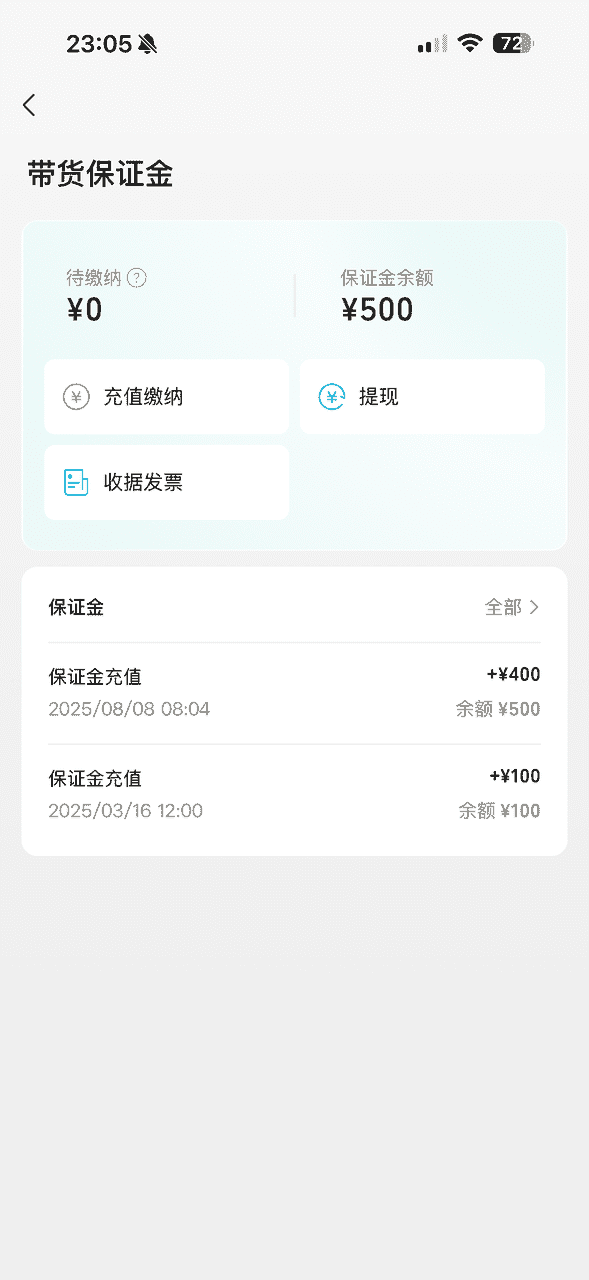 23:05
72
带货保证金
待缴纳 ?
¥0
保证金余额
¥500
充值缴纳
提现
收据发票
保证金
全部
保证金充值
+¥400
2025/08/08 08:04
余额 ¥500
保证金充值
+¥100
2025/03/16 12:00
余额 ¥100